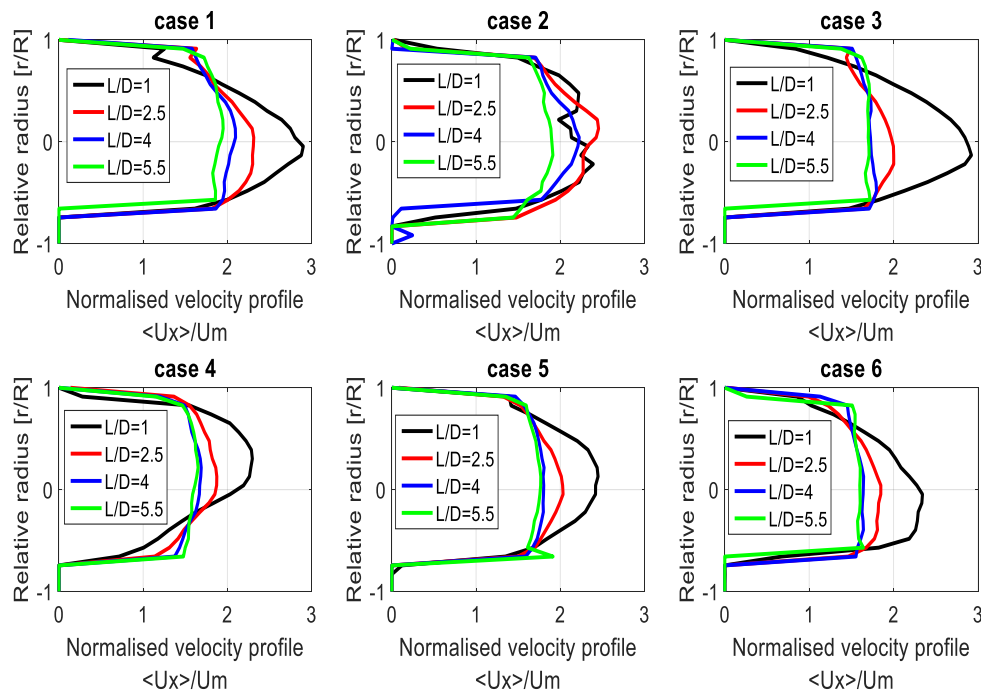 case 1
Relative radius [r/R]
1
0
-1
L/D=1
L/D=2.5
L/D=4
L/D=5.5
0 1 2 3
Normalised velocity profile
<Ux>/Um
case 2
Relative radius [r/R]
1
0
-1
L/D=1
L/D=2.5
L/D=4
L/D=5.5
0 1 2 3
Normalised velocity profile
<Ux>/Um
case 3
Relative radius [r/R]
1
0
-1
L/D=1
L/D=2.5
L/D=4
L/D=5.5
0 1 2 3
Normalised velocity profile
<Ux>/Um
case 4
Relative radius [r/R]
1
0
-1
L/D=1
L/D=2.5
L/D=4
L/D=5.5
0 1 2 3
Normalised velocity profile
<Ux>/Um
case 5
Relative radius [r/R]
1
0
-1
L/D=1
L/D=2.5
L/D=4
L/D=5.5
0 1 2 3
Normalised velocity profile
<Ux>/Um
case 6
Relative radius [r/R]
1
0
-1
L/D=1
L/D=2.5
L/D=4
L/D=5.5
0 1 2 3
Normalised velocity profile
<Ux>/Um